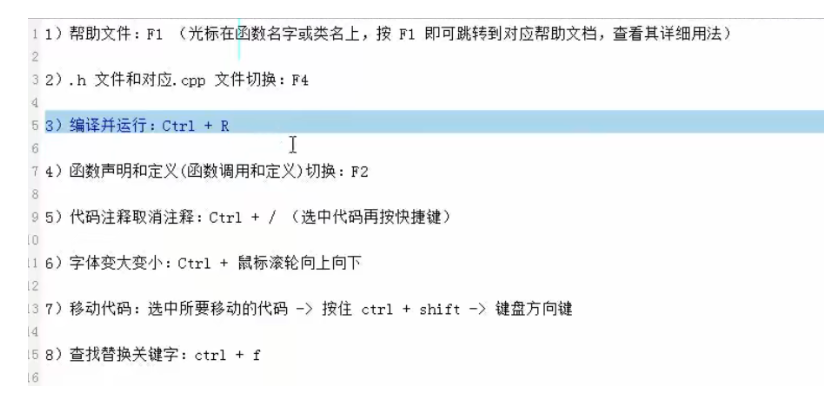 1 1）帮助文件：F1 （光标在函数名字或类名上，按 F1 即可跳转到对应帮助文档，查看其详细用法）
2
3 2）.h 文件和对应.cpp 文件切换：F4
4
5 3）编译并运行：Ctrl + R
6
7 4）函数声明和定义(函数调用和定义)切换：F2
8
9 5）代码注释取消注释：Ctrl + / （选中代码再按快捷键）
10
11 6）字体变大变小：Ctrl + 鼠标滚轮向上向下
12
13 7）移动代码：选中所要移动的代码 -> 按住 ctrl + shift -> 键盘方向键
14
15 8）查找替换关键字：ctrl + f
16